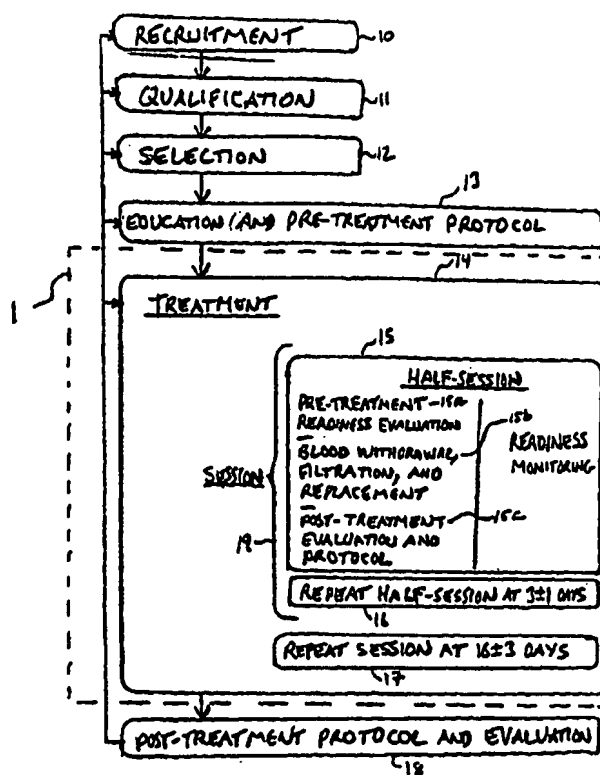 RECRUITMENT
10
QUALIFICATION
11
SELECTION
12
13
EDUCATION/AND PRE-TREATMENT PROTOCOL
1
14
TREATMENT
15
HALF-SESSION
PRE-TREATMENT 15a
READINESS EVALUATION
15b
BLOOD WITHDRAWAL,
FILTRATION, AND
REPLACEMENT
READINESS
MONITORING
POST-TREATMENT 15c
EVALUATION AND
PROTOCOL
SESSION
19
REPEAT HALF-SESSION AT 3±1 DAYS
16
REPEAT SESSION AT 16±3 DAYS
17
POST-TREATMENT PROTOCOL AND EVALUATION
18